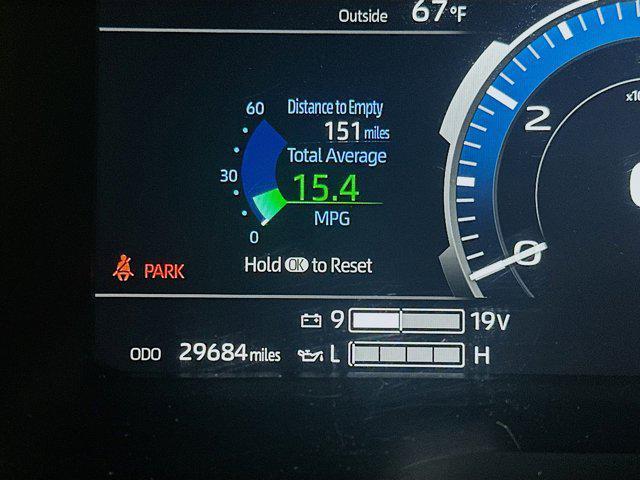 Outside 67°F
60 Distance to Empty
151 miles
Total Average
30 15.4
MPG
0
Hold OK to Reset
PARK
9 19V
ODO 29684 miles L H
2
0